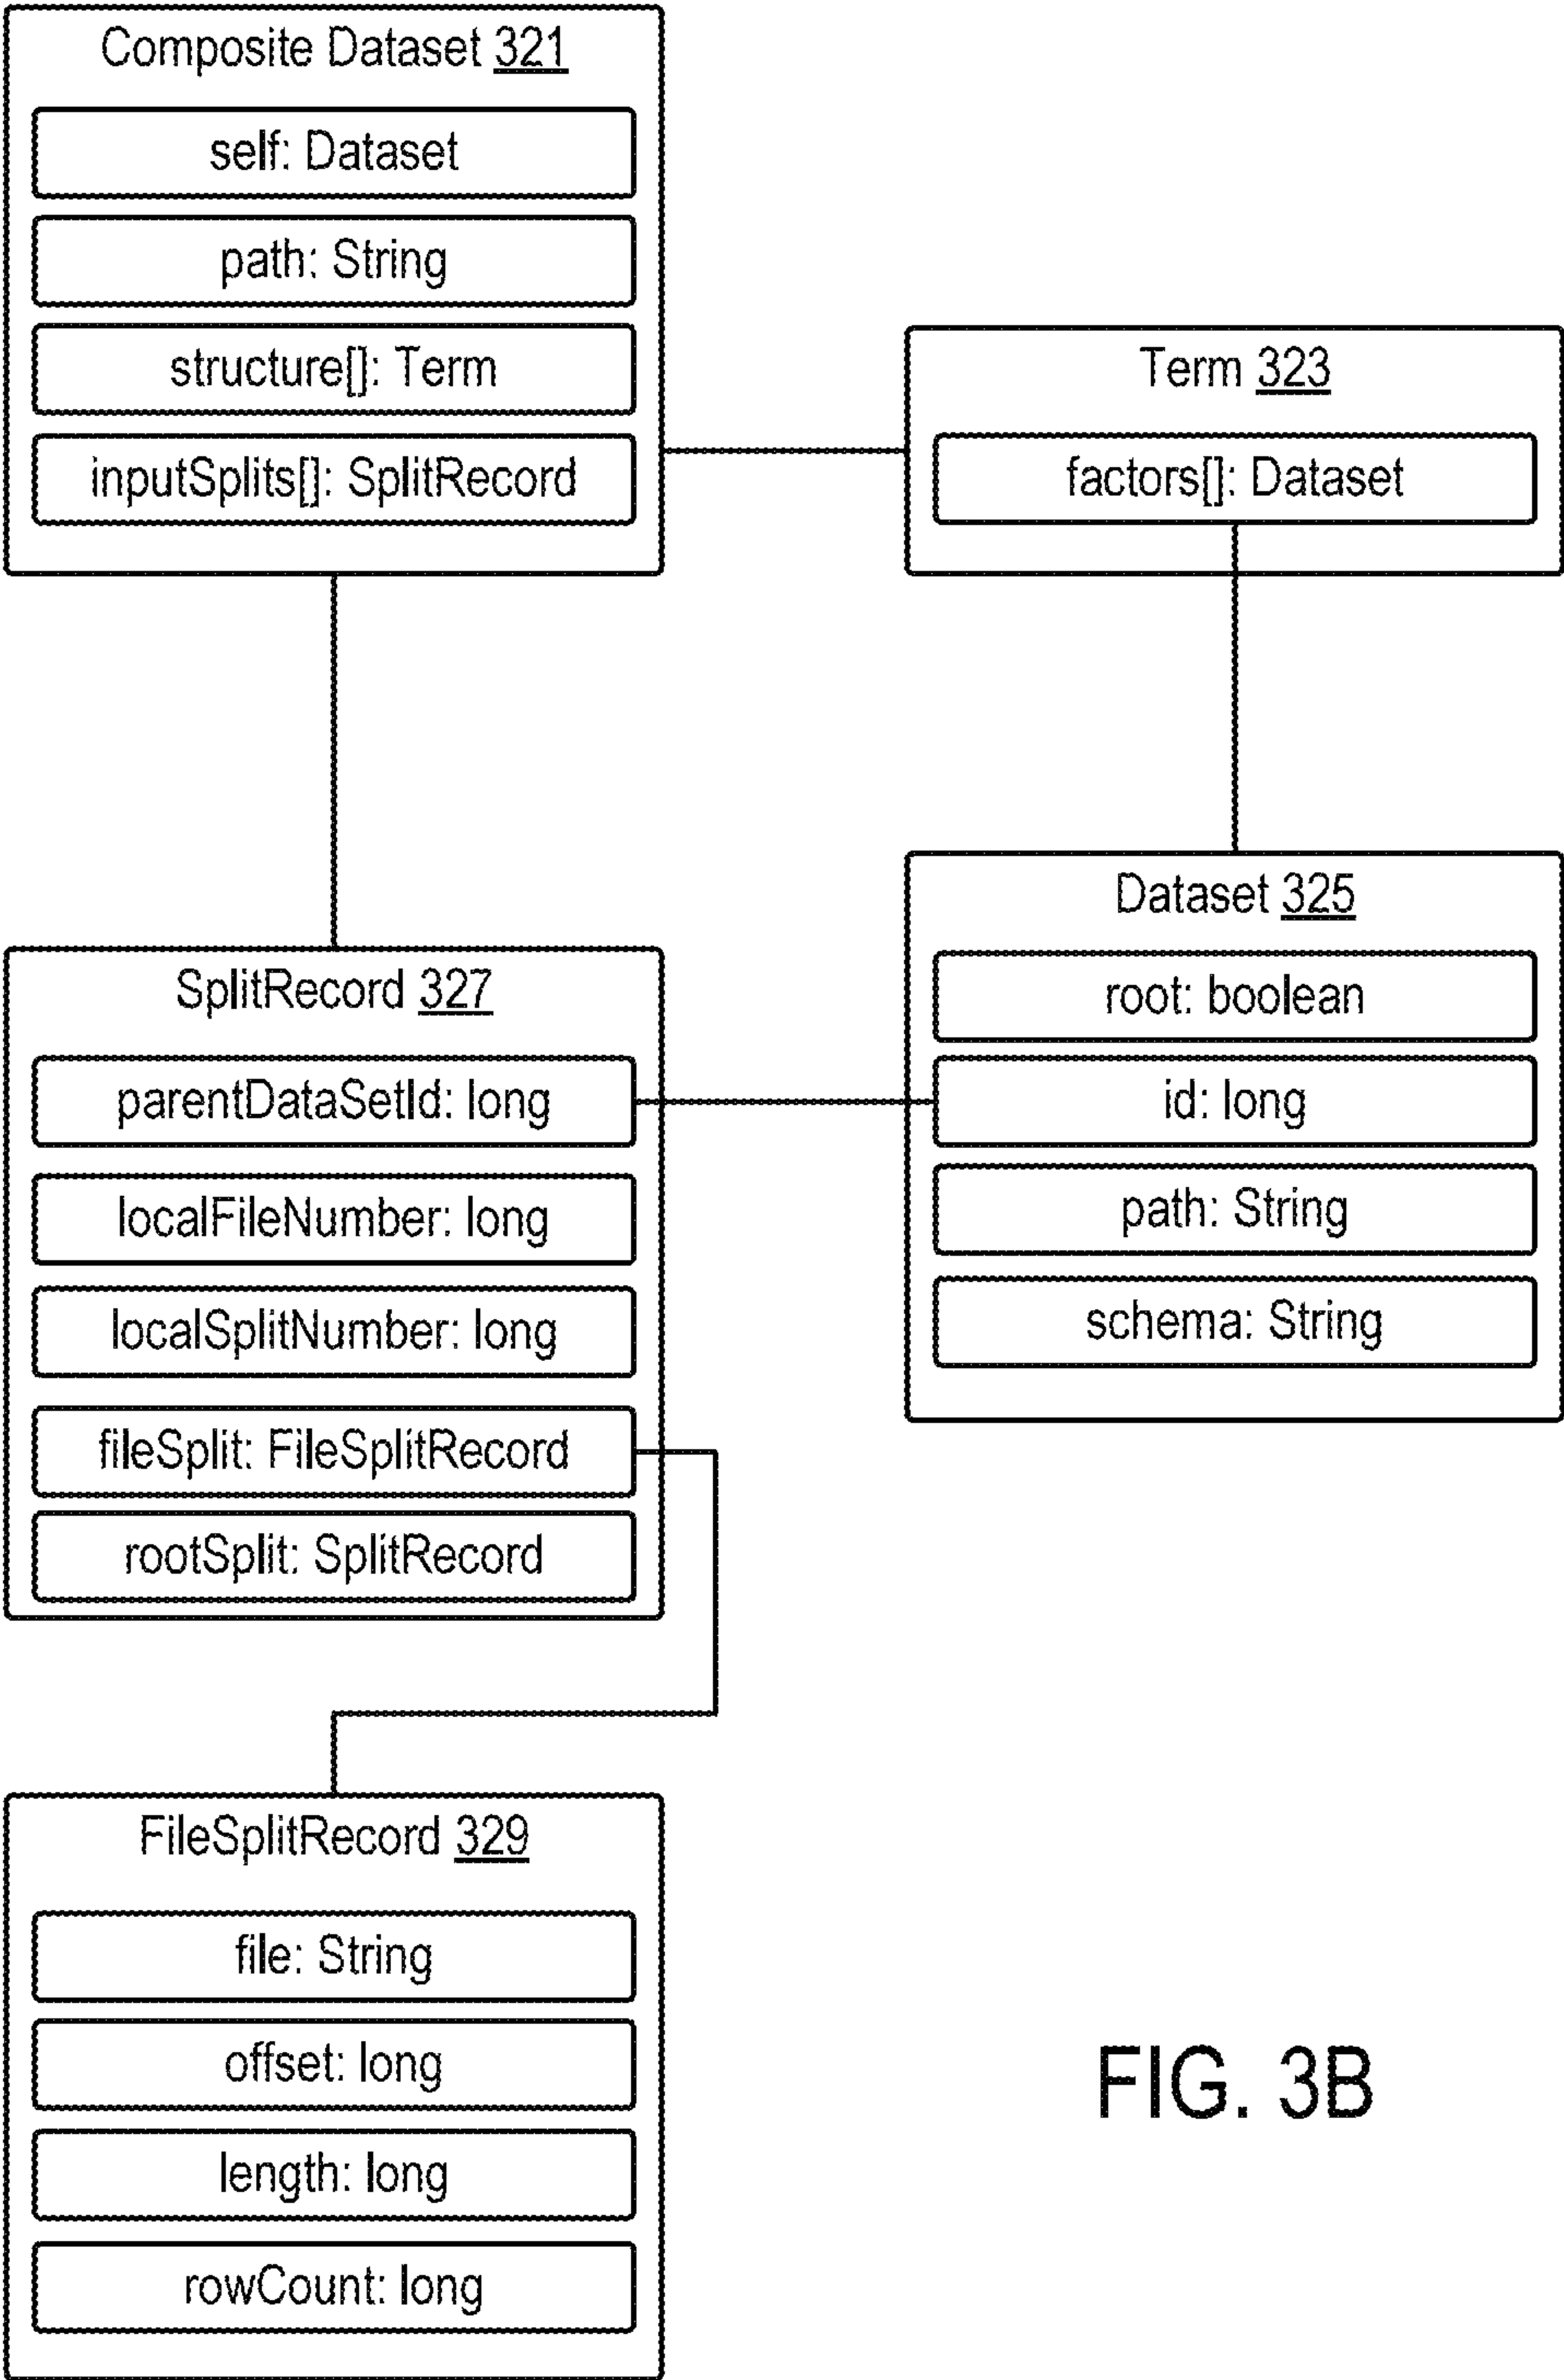 Composite Dataset 321
self: Dataset
path: String
structure[]: Term
inputSplits[]: SplitRecord
Term 323
factors[]: Dataset
Dataset 325
root: boolean
id: long
path: String
schema: String
SplitRecord 327
parentDataSetId: long
localFileNumber: long
localSplitNumber: long
fileSplit: FileSplitRecord
rootSplit: SplitRecord
FileSplitRecord 329
file: String
offset: long
length: long
rowCount: long
FIG. 3B